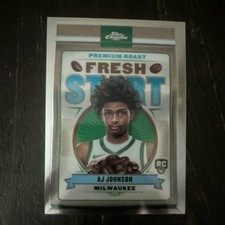 Topps
Chrome
PREMIUM ROAST
FRESH
START
RC
AJ JOHNSON
MILWAUKEE